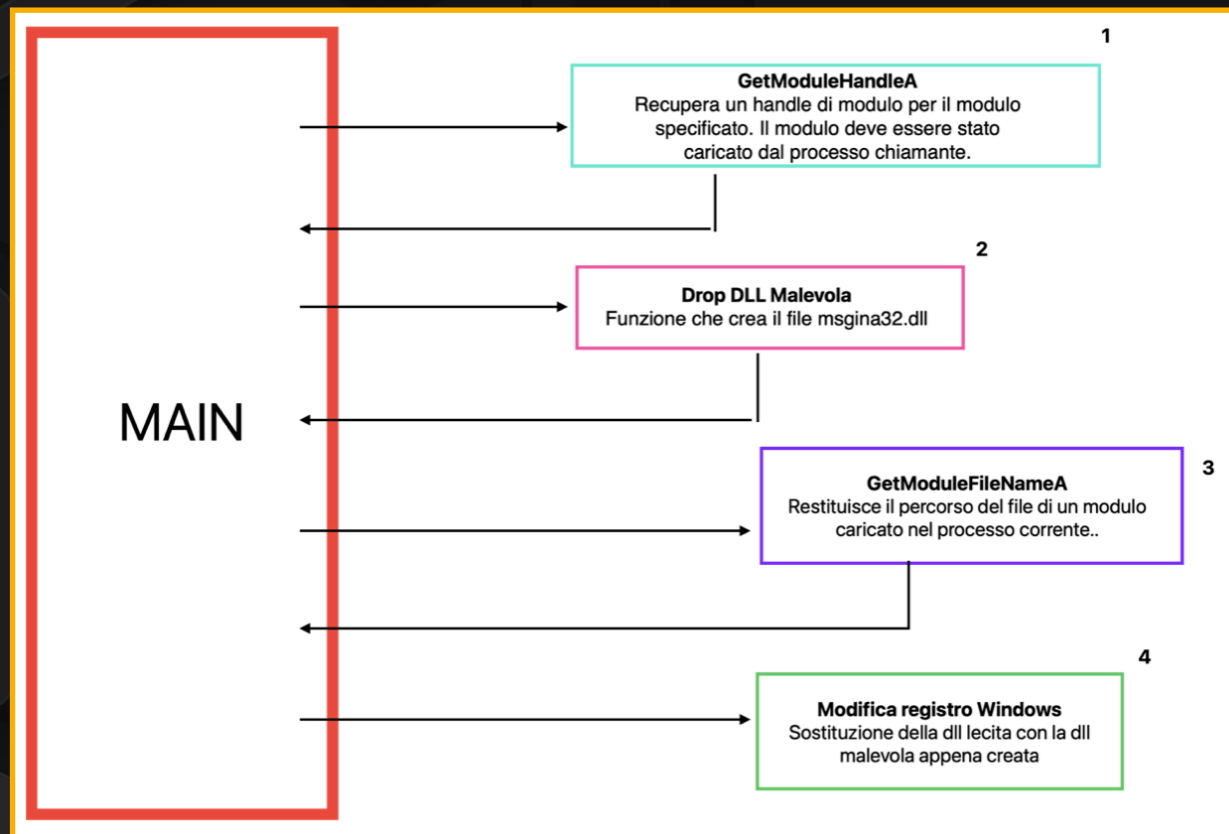 1
GetModuleHandleA
Recupera un handle di modulo per il modulo
specificato. Il modulo deve essere stato
caricato dal processo chiamante.
2
Drop DLL Malevola
Funzione che crea il file msgina32.dll
MAIN
3
GetModuleFileNameA
Restituisce il percorso del file di un modulo
caricato nel processo corrente..
4
Modifica registro Windows
Sostituzione della dll lecita con la dll
malevola appena creata